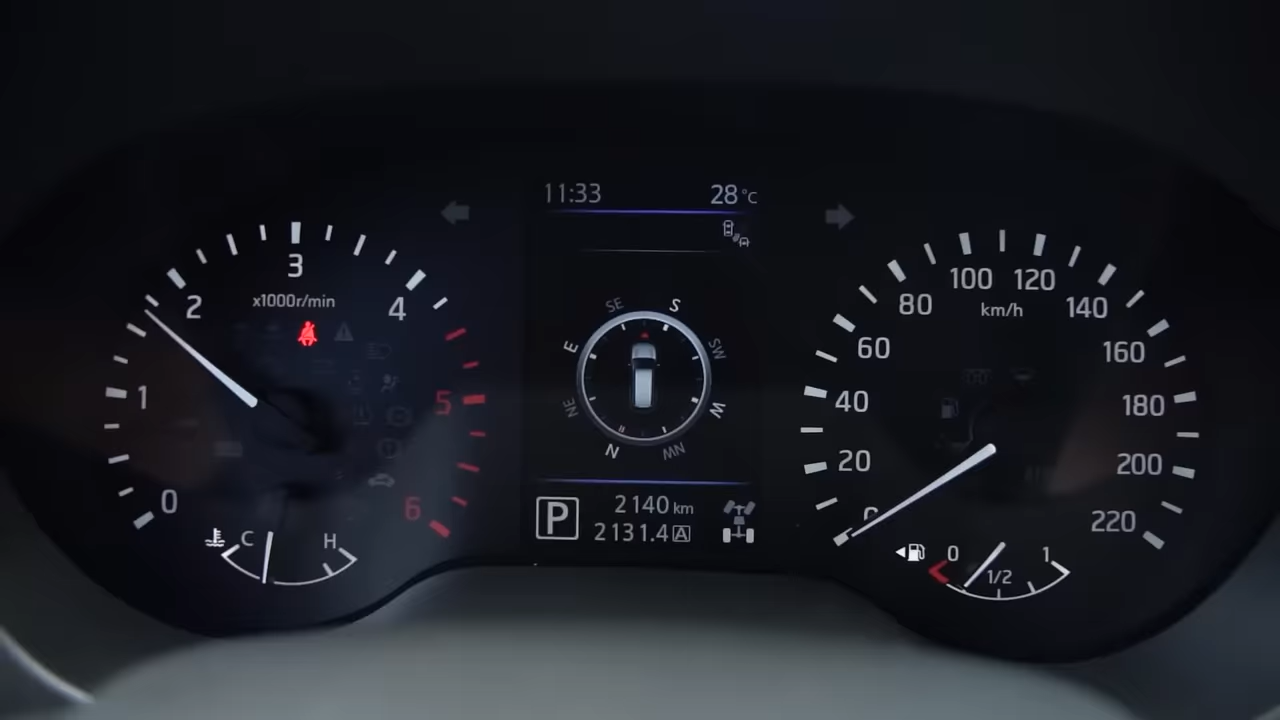 11:33 28°C
3
2 4
x1000r/min
1 5
0 6
C H
SE S
E SW
NE W
N NW
P 2140 km
2131.4 A
100 120
80 140
km/h
60 160
40 180
20 200
0 220
0 1/2 1